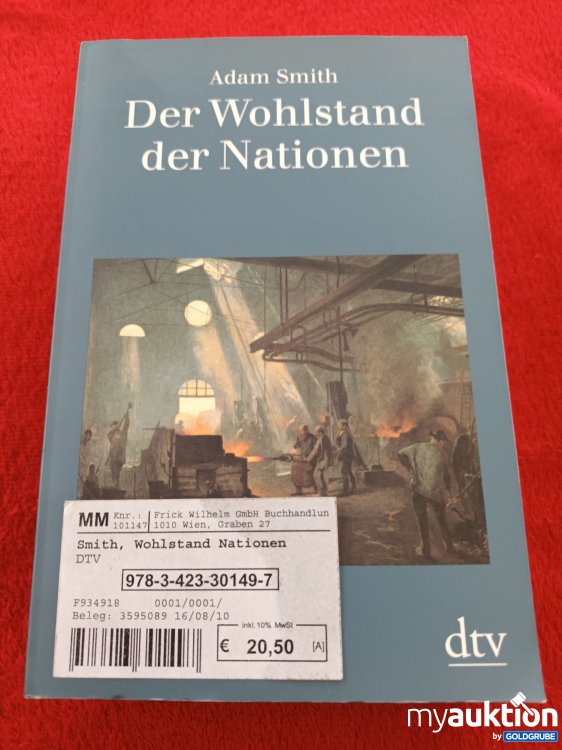 Adam Smith
Der Wohlstand
der Nationen
MM Knr.: Frick Wilhelm GmbH Buchhandlun
101147 1010 Wien, Graben 27
Smith, Wohlstand Nationen
DTV
978-3-423-30149-7
F934918 0001/0001/
Beleg: 3595089 16/08/10
inkl. 10% MwSt
€ 20,50 [A]
dtv
myauktion
by GOLDGRUBE